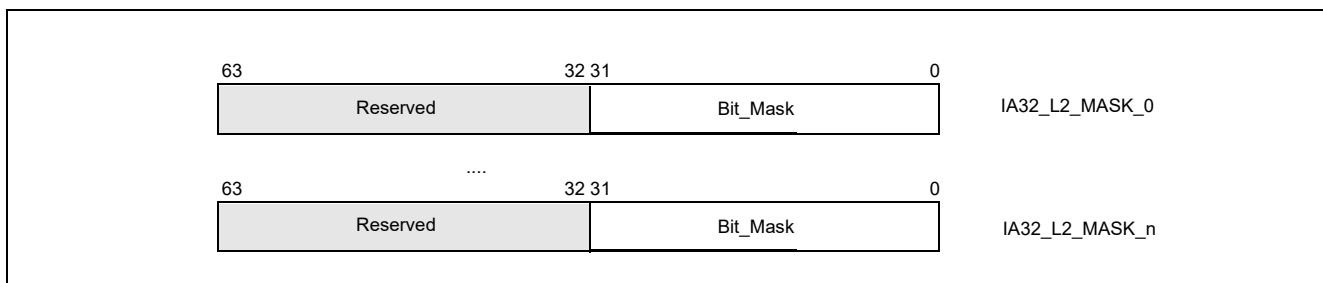 63 32 31 0
Reserved Bit_Mask IA32_L2_MASK_0
....
63 32 31 0
Reserved Bit_Mask IA32_L2_MASK_n